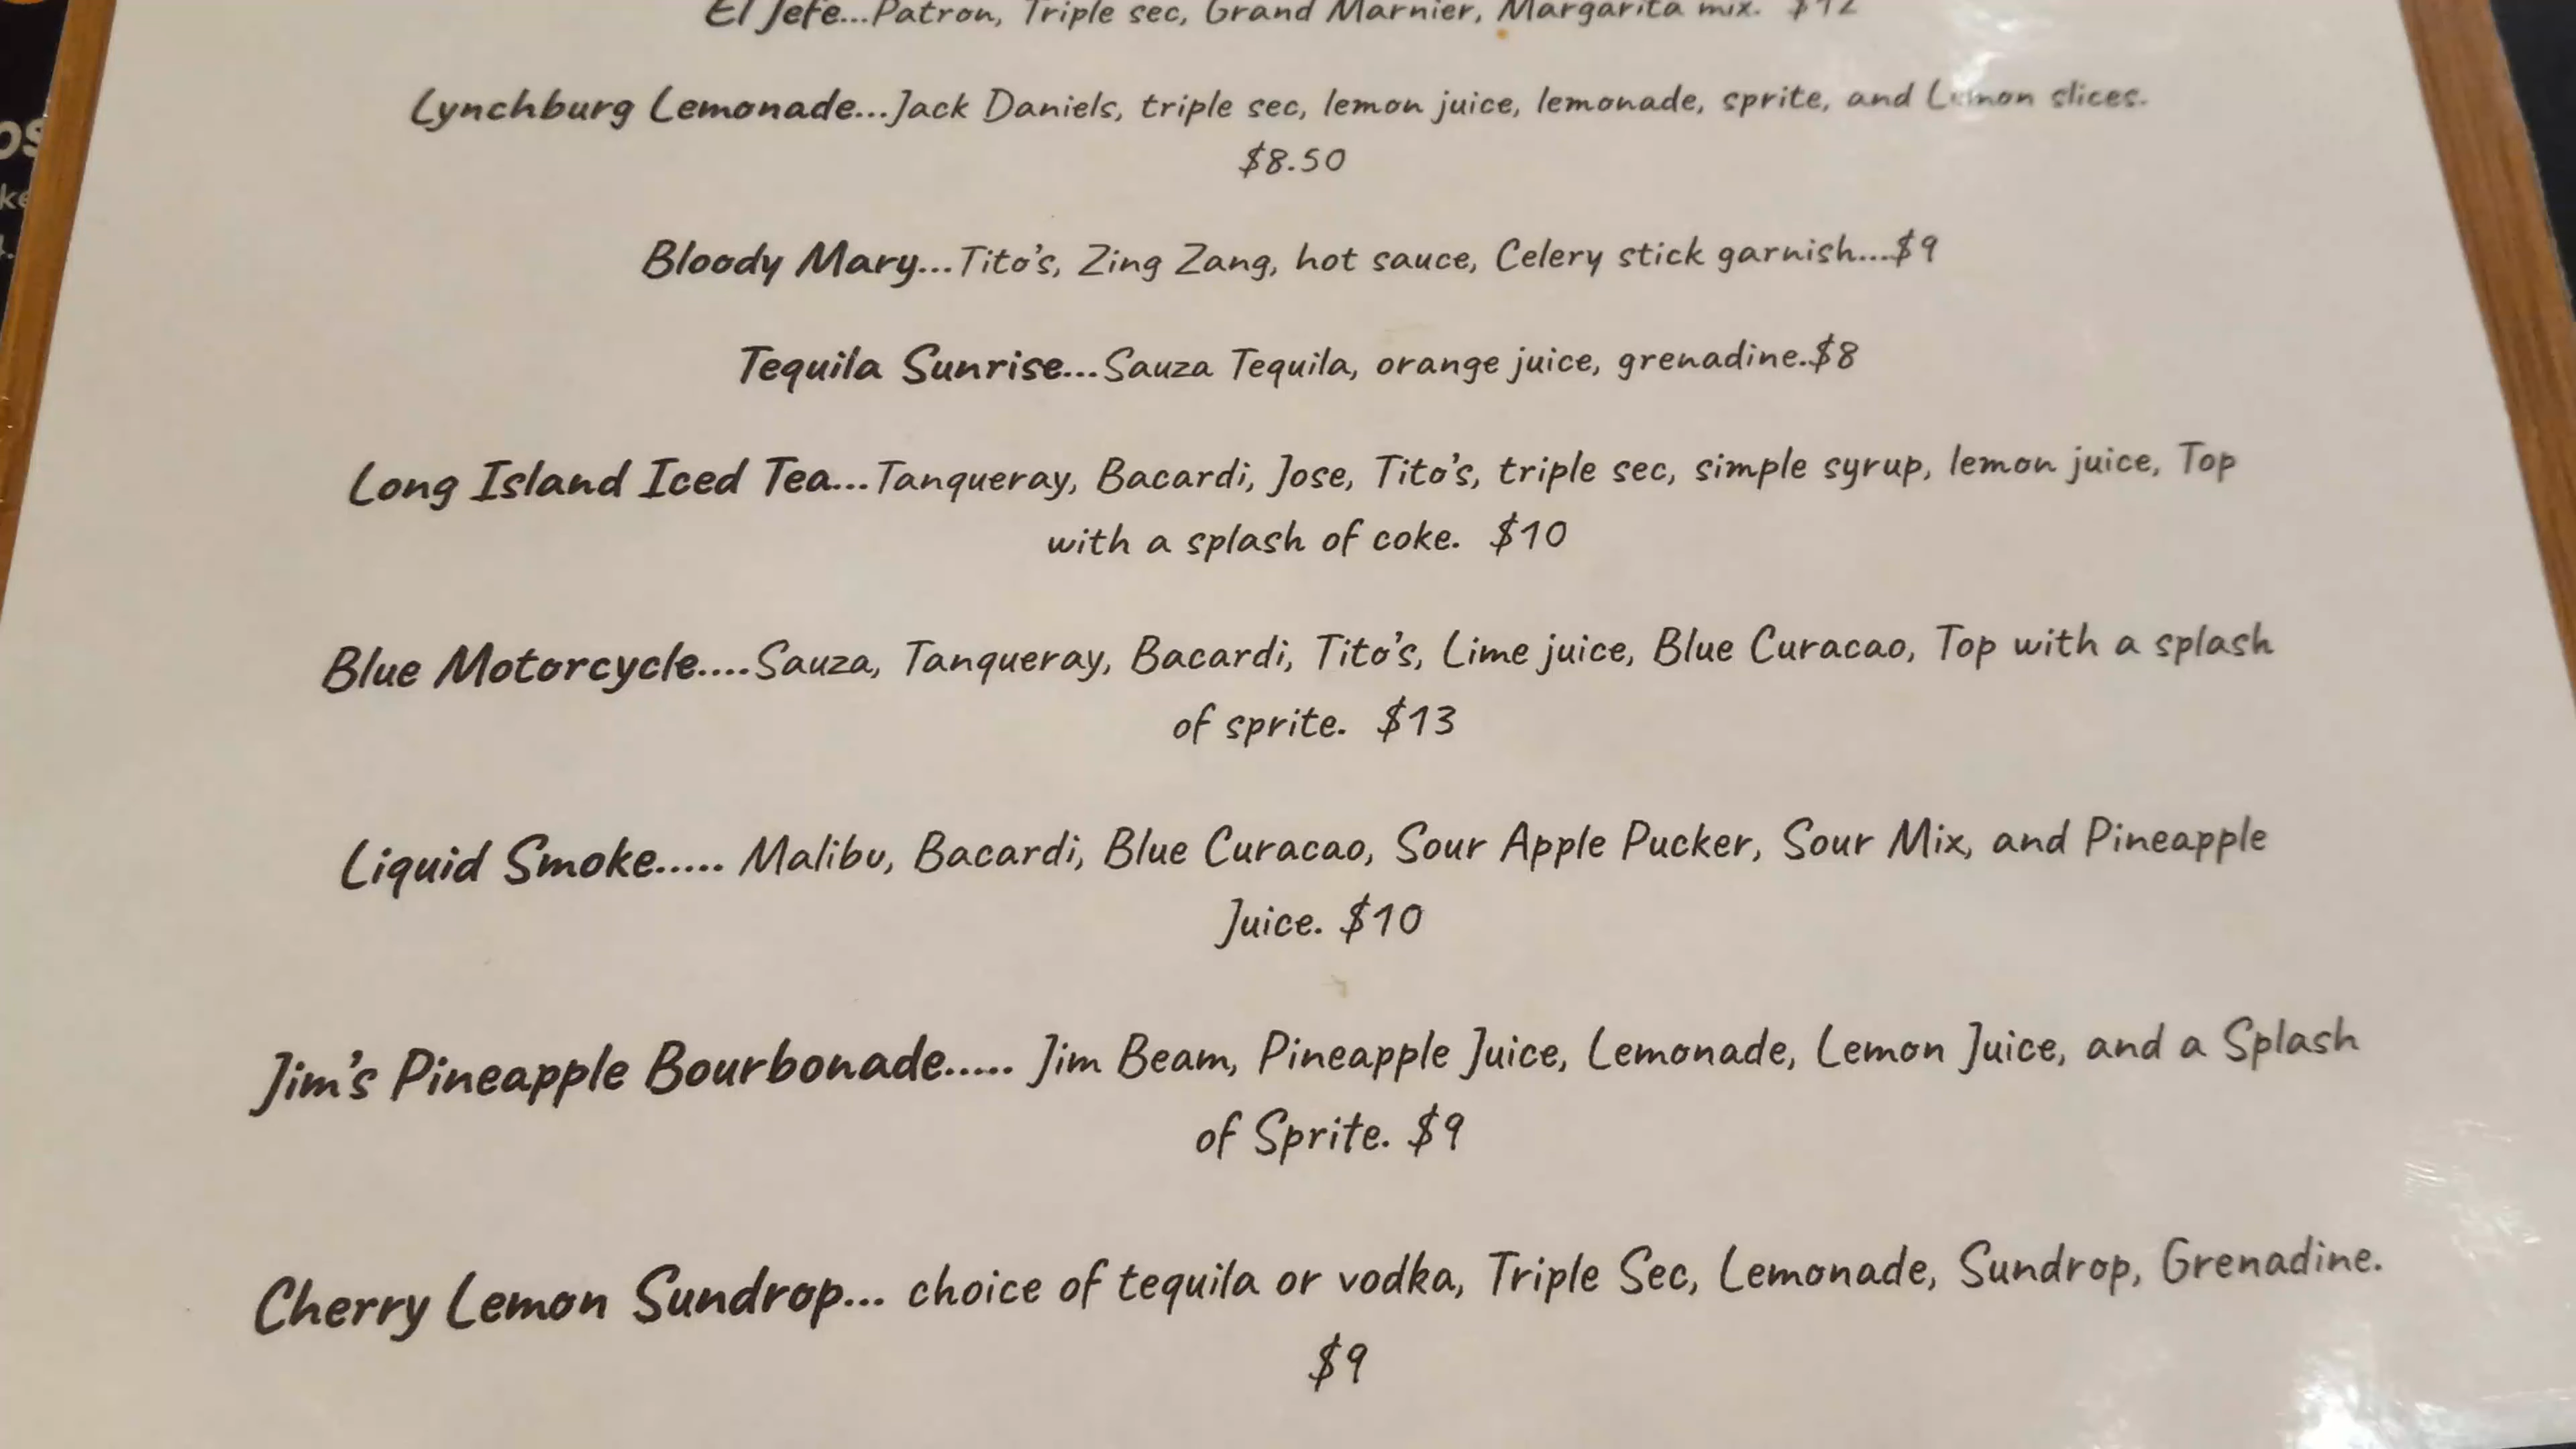 El Jefe...Patron, Triple sec, Grand Marnier, Margarita mix. $12
Lynchburg Lemonade...Jack Daniels, triple sec, lemon juice, lemonade, sprite, and Lemon slices.
$8.50
Bloody Mary...Tito's, Zing Zang, hot sauce, Celery stick garnish....$9
Tequila Sunrise...Sauza Tequila, orange juice, grenadine.$8
Long Island Iced Tea...Tanqueray, Bacardi, Jose, Tito's, triple sec, simple syrup, lemon juice, Top
with a splash of coke. $10
Blue Motorcycle....Sauza, Tanqueray, Bacardi, Tito's, Lime juice, Blue Curacao, Top with a splash
of sprite. $13
Liquid Smoke..... Malibu, Bacardi, Blue Curacao, Sour Apple Pucker, Sour Mix, and Pineapple
Juice. $10
Jim's Pineapple Bourbonade..... Jim Beam, Pineapple Juice, Lemonade, Lemon Juice, and a Splash
of Sprite. $9
Cherry Lemon Sundrop... choice of tequila or vodka, Triple Sec, Lemonade, Sundrop, Grenadine.
$9